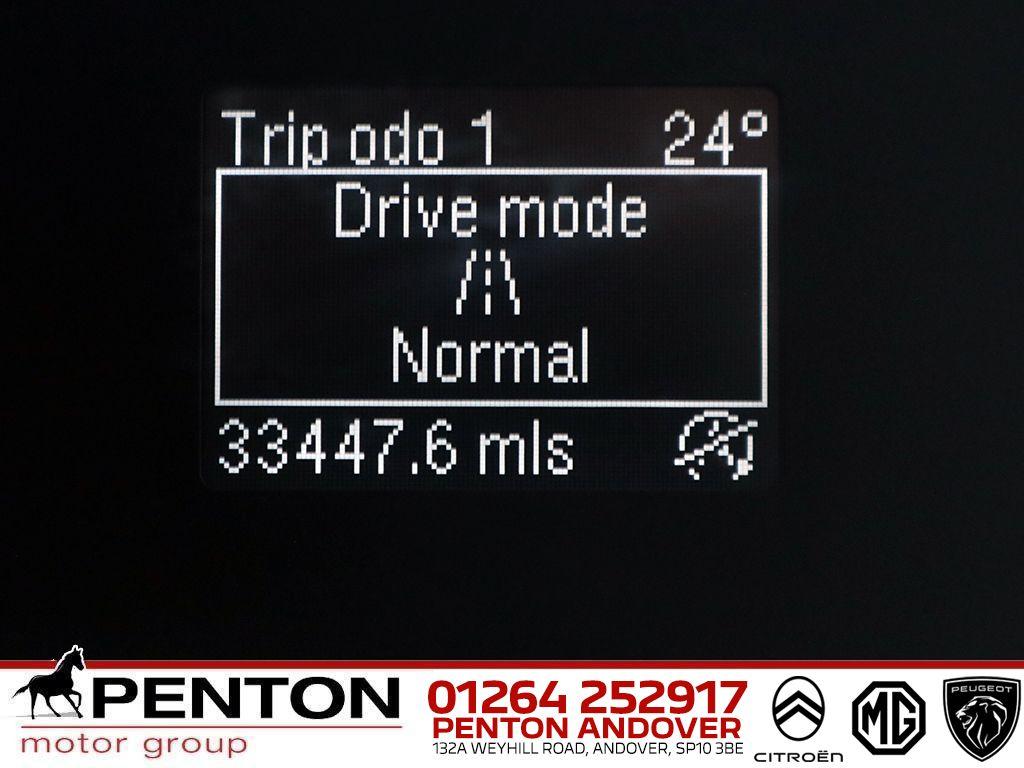 Trip odo 1 24°
Drive mode
Normal
33447.6 mls
PENTON
motor group
01264 252917
PENTON ANDOVER
132A WEYHILL ROAD, ANDOVER, SP10 3BE
CITROËN
MG
PEUGEOT